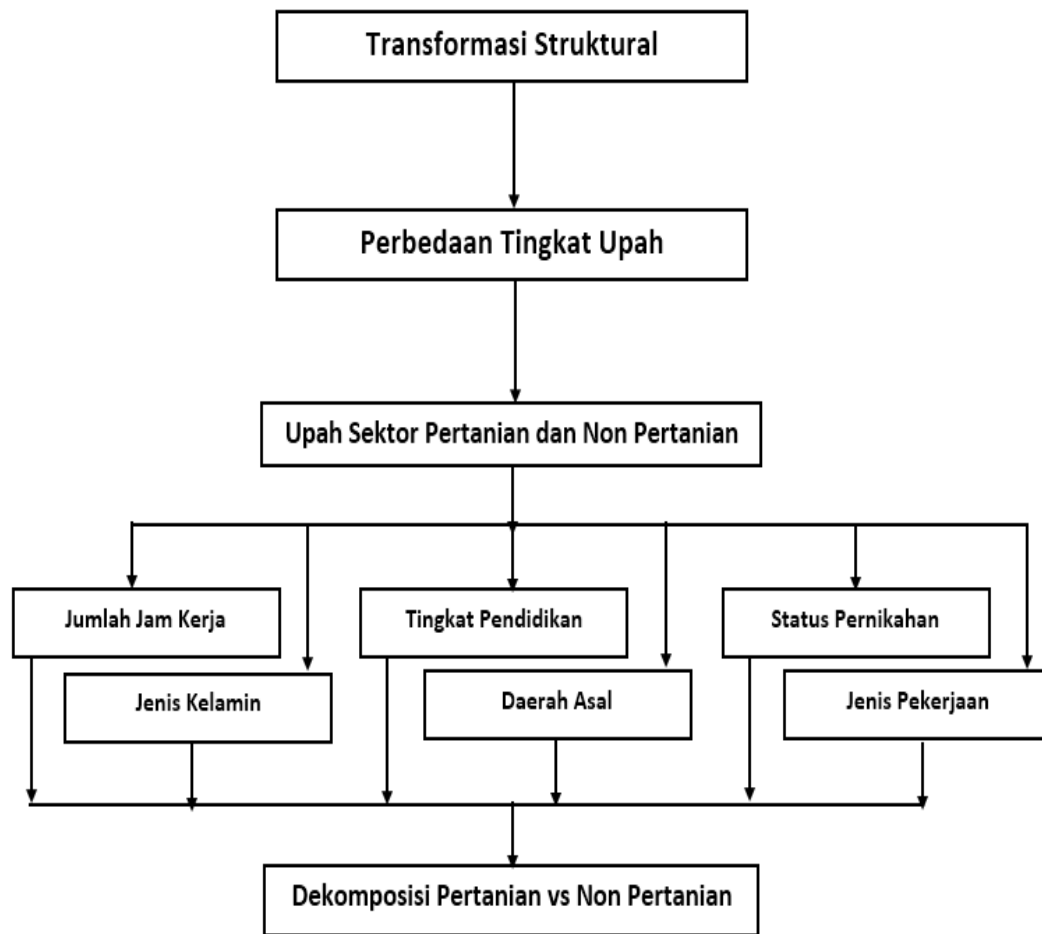 Transformasi Struktural
Perbedaan Tingkat Upah
Upah Sektor Pertanian dan Non Pertanian
Jumlah Jam Kerja
Tingkat Pendidikan
Status Pernikahan
Jenis Kelamin
Daerah Asal
Jenis Pekerjaan
Dekomposisi Pertanian vs Non Pertanian